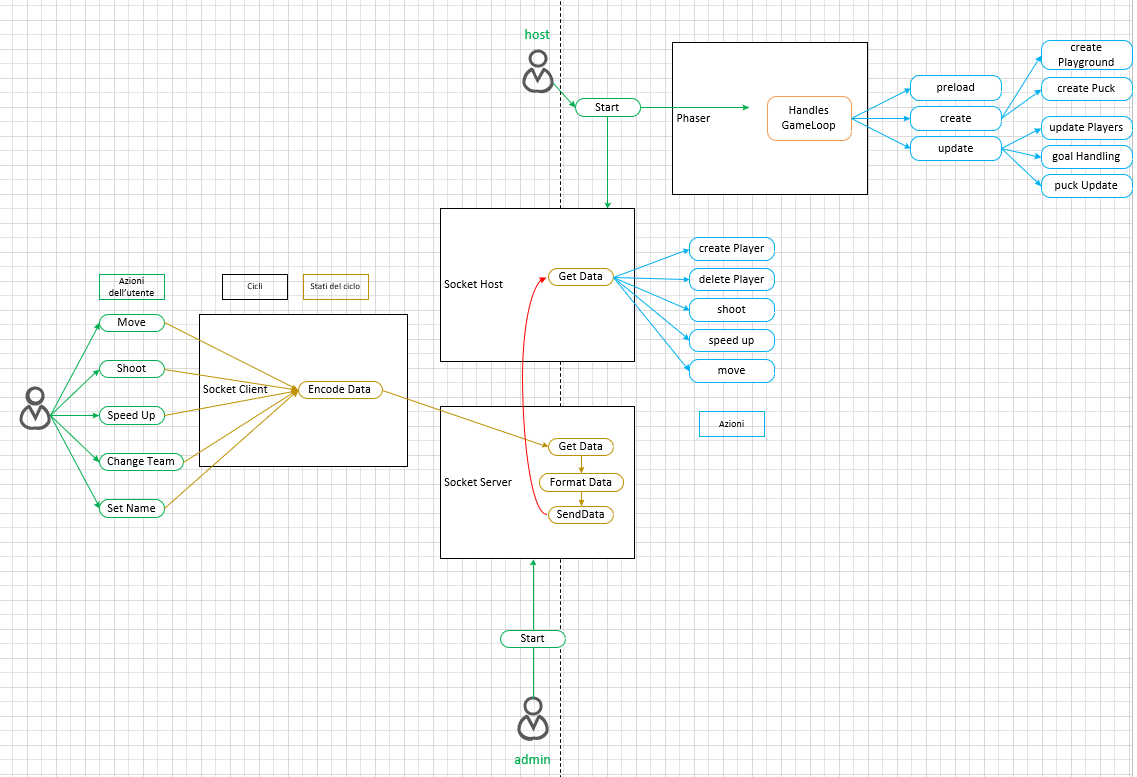 host
Start
Phaser
Handles
GameLoop
preload
create
update
create
Playground
create Puck
update Players
goal Handling
puck Update
Socket Host
Get Data
create Player
delete Player
shoot
speed up
move
Azioni
Azioni
dell'utente
Cicli
Stati del ciclo
Move
Shoot
Speed Up
Change Team
Set Name
Socket Client
Encode Data
Socket Server
Get Data
Format Data
SendData
Start
admin